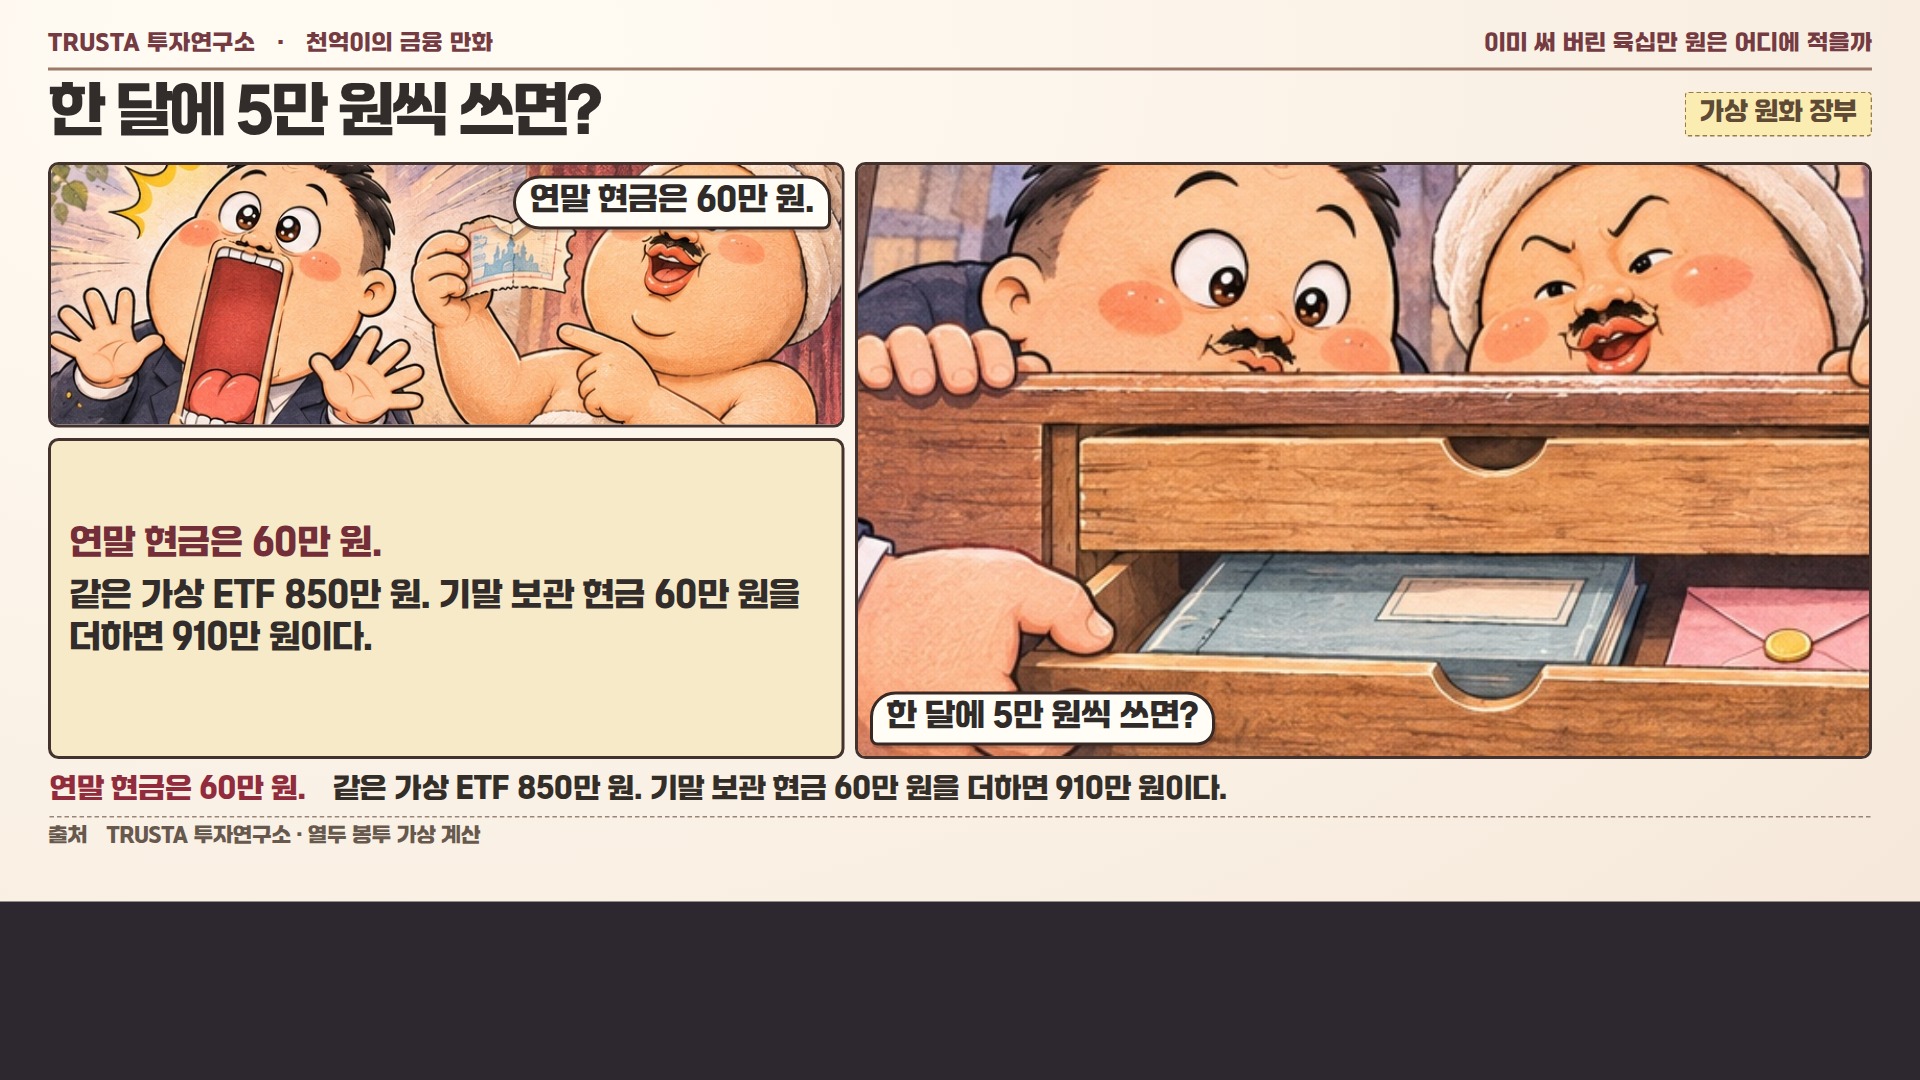 TRUSTA 투자연구소 · 천억이의 금융 만화
이미 써 버린 육십만 원은 어디에 적을까
한 달에 5만 원씩 쓰면?
가상 원화 장부
연말 현금은 60만 원.
연말 현금은 60만 원.
같은 가상 ETF 850만 원. 기말 보관 현금 60만 원을
더하면 910만 원이다.
한 달에 5만 원씩 쓰면?
연말 현금은 60만 원. 같은 가상 ETF 850만 원. 기말 보관 현금 60만 원을 더하면 910만 원이다.
출처 TRUSTA 투자연구소 · 열두 봉투 가상 계산